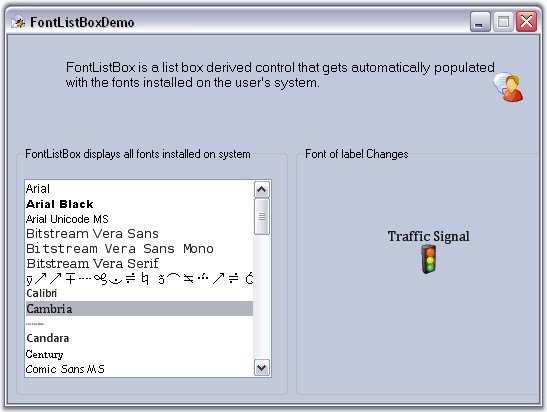 FontListBoxDemo
FontListBox is a list box derived control that gets automatically populated
with the fonts installed on the user's system.
FontListBox displays all fonts installed on system
Arial
Arial Black
Arial Unicode MS
Bitstream Vera Sans
Bitstream Vera Sans Mono
Bitstream Vera Serif
Calibri
Cambria
Candara
Century
Comic Sans MS
Font of label Changes
Traffic Signal